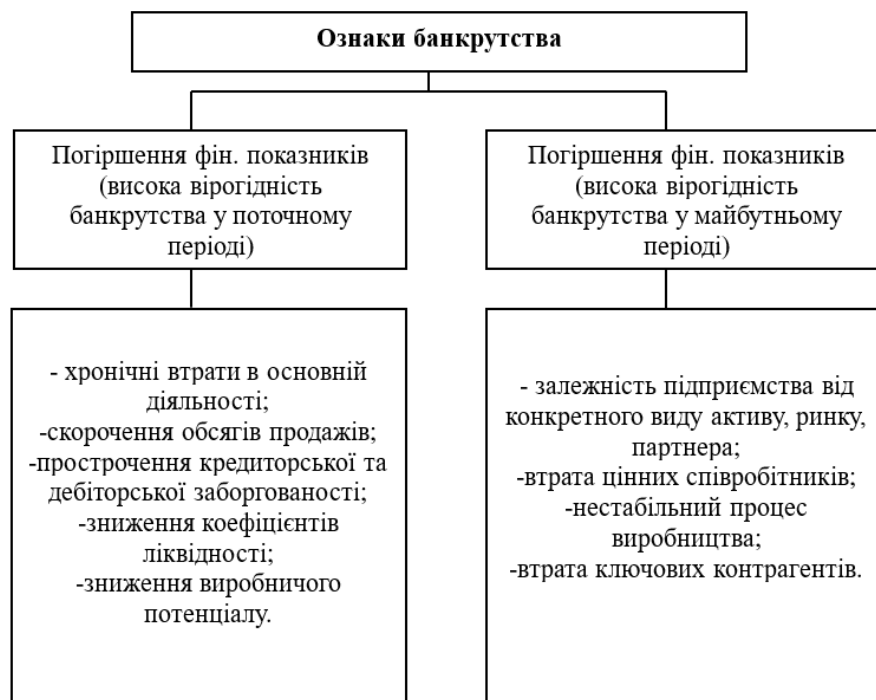 Ознаки банкрутства
Погіршення фін. показників
(висока вірогідність
банкрутства у поточному
періоді)
Погіршення фін. показників
(висока вірогідність
банкрутства у майбутньому
періоді)
- хронічні втрати в основній
діяльності;
-скорочення обсягів продажів;
-прострочення кредиторської та
дебіторської заборгованості;
-зниження коефіцієнтів
ліквідності;
-зниження виробничого
потенціалу.
- залежність підприємства від
конкретного виду активу, ринку,
партнера;
-втрата цінних співробітників;
-нестабільний процес
виробництва;
-втрата ключових контрагентів.